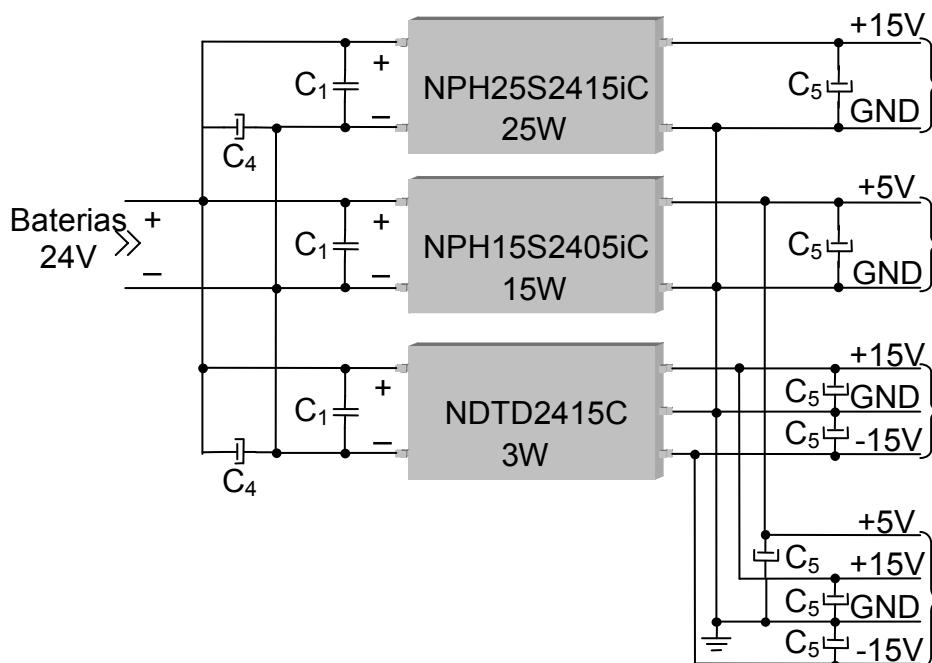 +15V
C₁
+
−
NPH25S2415iC
25W
C₅
GND
C₄
Baterias
24V
+
−
C₁
+
−
NPH15S2405iC
15W
+5V
C₅
GND
C₁
+
−
NDTD2415C
3W
+15V
C₅
GND
C₅
-15V
C₄
+5V
C₅
+15V
C₅
GND
C₅
-15V